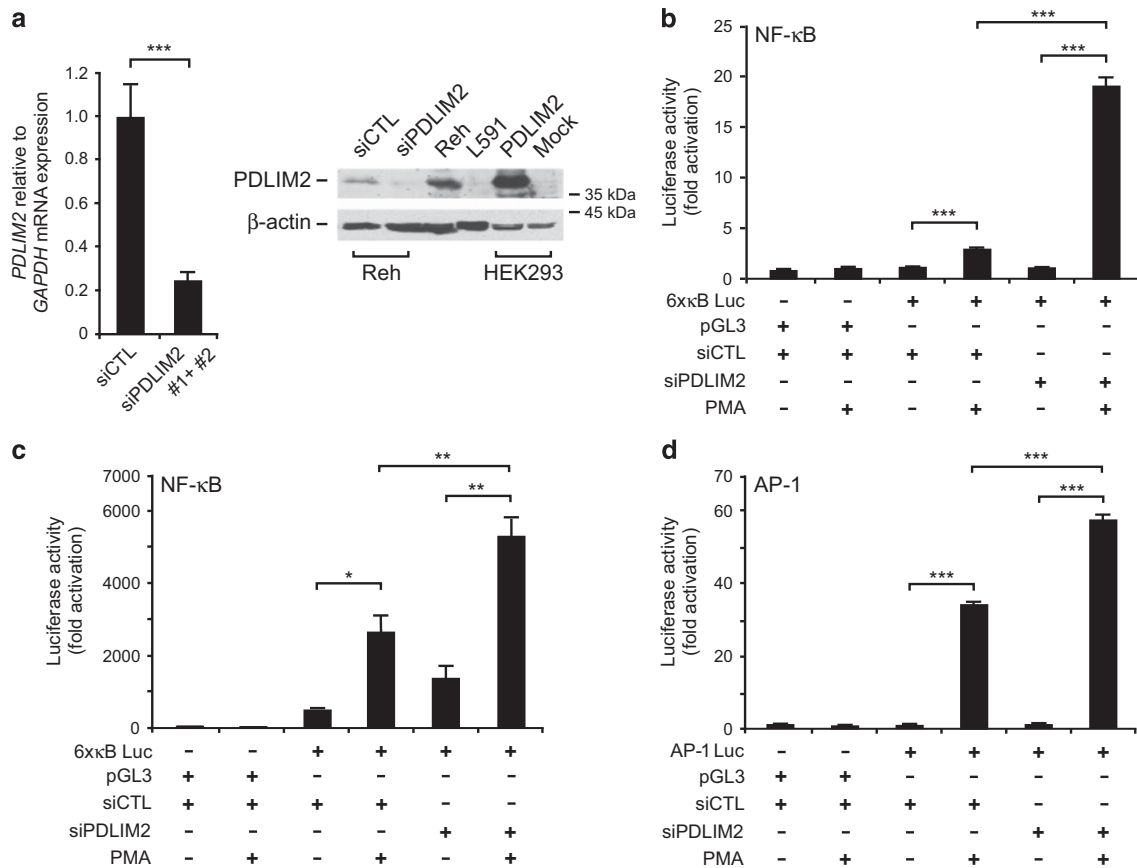 a
***
PDLIM2 relative to
GAPDH mRNA expression
1.2
1.0
0.8
0.6
0.4
0.2
0
siCTL
siPDLIM2
#1+ #2
siCTL
siPDLIM2
Reh
L591
PDLIM2
Mock
PDLIM2 –
– 35 kDa
– 45 kDa
β-actin –
Reh
HEK293
b
NF-κB
Luciferase activity
(fold activation)
25
20
15
10
5
0
***
***
***
6xκB Luc – – + + + +
pGL3 + + – – – –
siCTL + + + + – –
siPDLIM2 – – – – + +
PMA – + – + – +
c
NF-κB
Luciferase activity
(fold activation)
7000
6000
4000
2000
0
**
**
*
6xκB Luc – – + + + +
pGL3 + + – – – –
siCTL + + + + – –
siPDLIM2 – – – – + +
PMA – + – + – +
d
AP-1
Luciferase activity
(fold activation)
70
60
50
40
30
20
10
0
***
***
***
AP-1 Luc – – + + + +
pGL3 + + – – – –
siCTL + + + + – –
siPDLIM2 – – – – + +
PMA – + – + – +